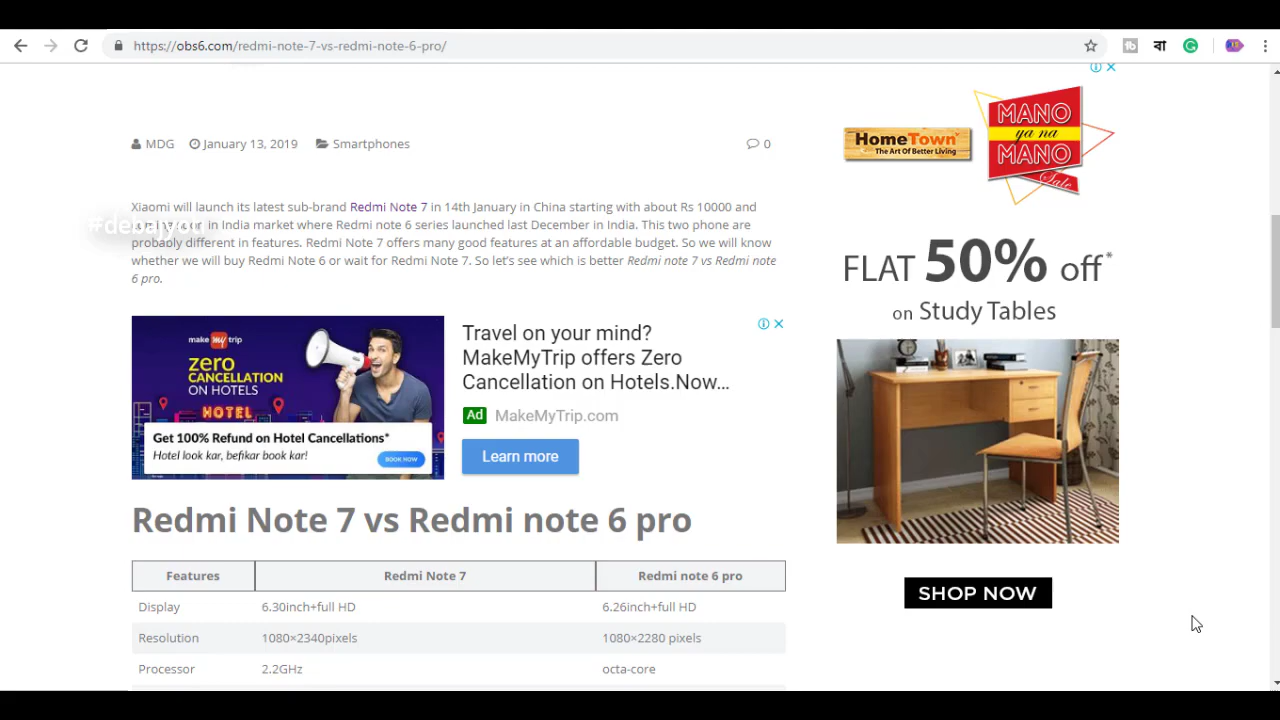 https://obs6.com/redmi-note-7-vs-redmi-note-6-pro/
MDG January 13, 2019 Smartphones 0
Xiaomi will launch its latest sub-brand Redmi Note 7 in 14th January in China starting with about Rs 10000 and
in India market where Redmi note 6 series launched last December in India. This two phone are
#debajyoti
probably different in features. Redmi Note 7 offers many good features at an affordable budget. So we will know
whether we will buy Redmi Note 6 or wait for Redmi Note 7. So let's see which is better Redmi note 7 vs Redmi note
6 pro.
make my trip
ZERO
CANCELLATION
ON HOTELS
HOTEL
Get 100% Refund on Hotel Cancellations*
Hotel look kar, befikar book kar!
BOOK NOW
Travel on your mind?
MakeMyTrip offers Zero
Cancellation on Hotels.Now...
Ad MakeMyTrip.com
Learn more
Redmi Note 7 vs Redmi note 6 pro
Features Redmi Note 7 Redmi note 6 pro
Display 6.30inch+full HD 6.26inch+full HD
Resolution 1080×2340pixels 1080×2280 pixels
Processor 2.2GHz octa-core
HomeTown
The Art Of Better Living
MANO
ya na
MANO
Sale
FLAT 50% off*
on Study Tables
SHOP NOW